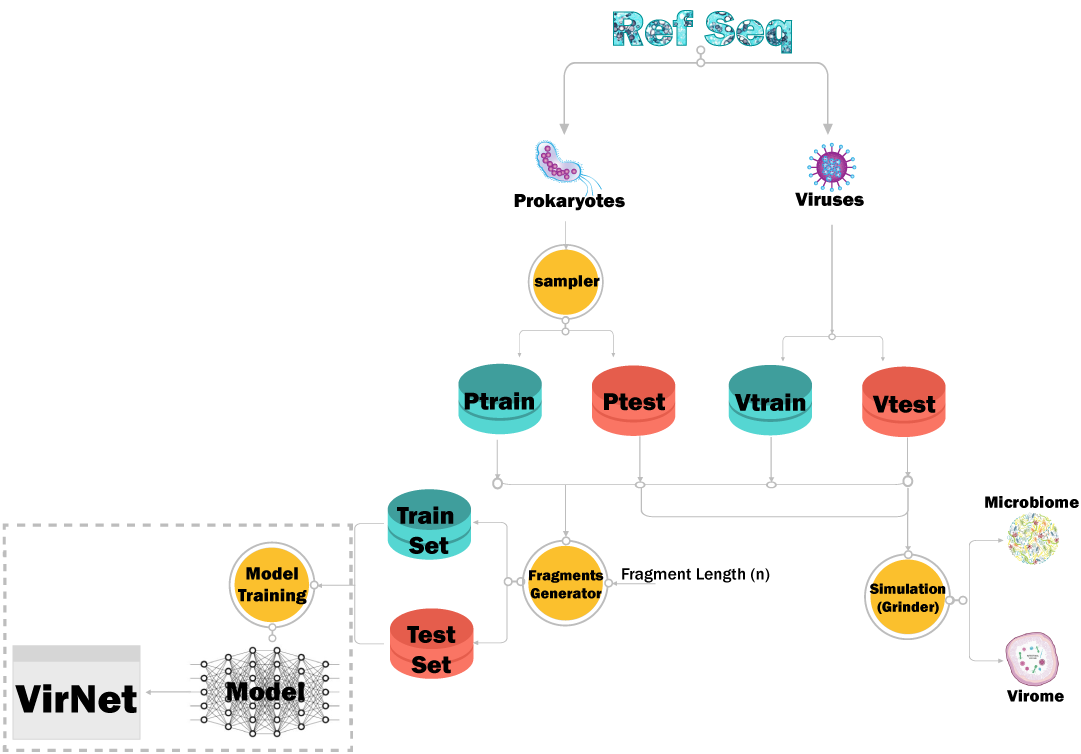 Ref Seq
Prokaryotes
Viruses
sampler
Ptrain
Ptest
Vtrain
Vtest
Train
Set
Microbiome
Model
Training
Fragments
Generator
Fragment Length (n)
Simulation
(Grinder)
Test
Set
VirNet
Model
Virome